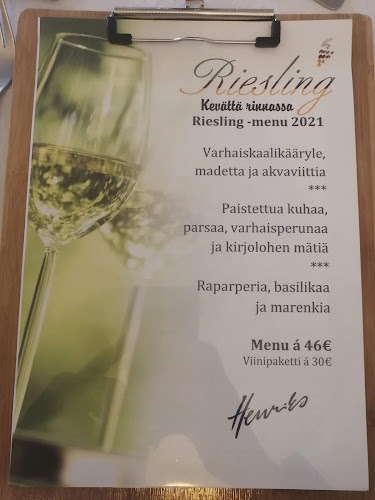 Riesling
Kevättä rinnassa
Riesling -menu 2021
Varhaiskaalikääryle,
madetta ja akvaviittia
***
Paistettua kuhaa,
parsaa, varhaisperunaa
ja kirjolohen mätiä
***
Raparperia, basilikaa
ja marenkia
Menu á 46€
Viinipaketti á 30€
Henriks